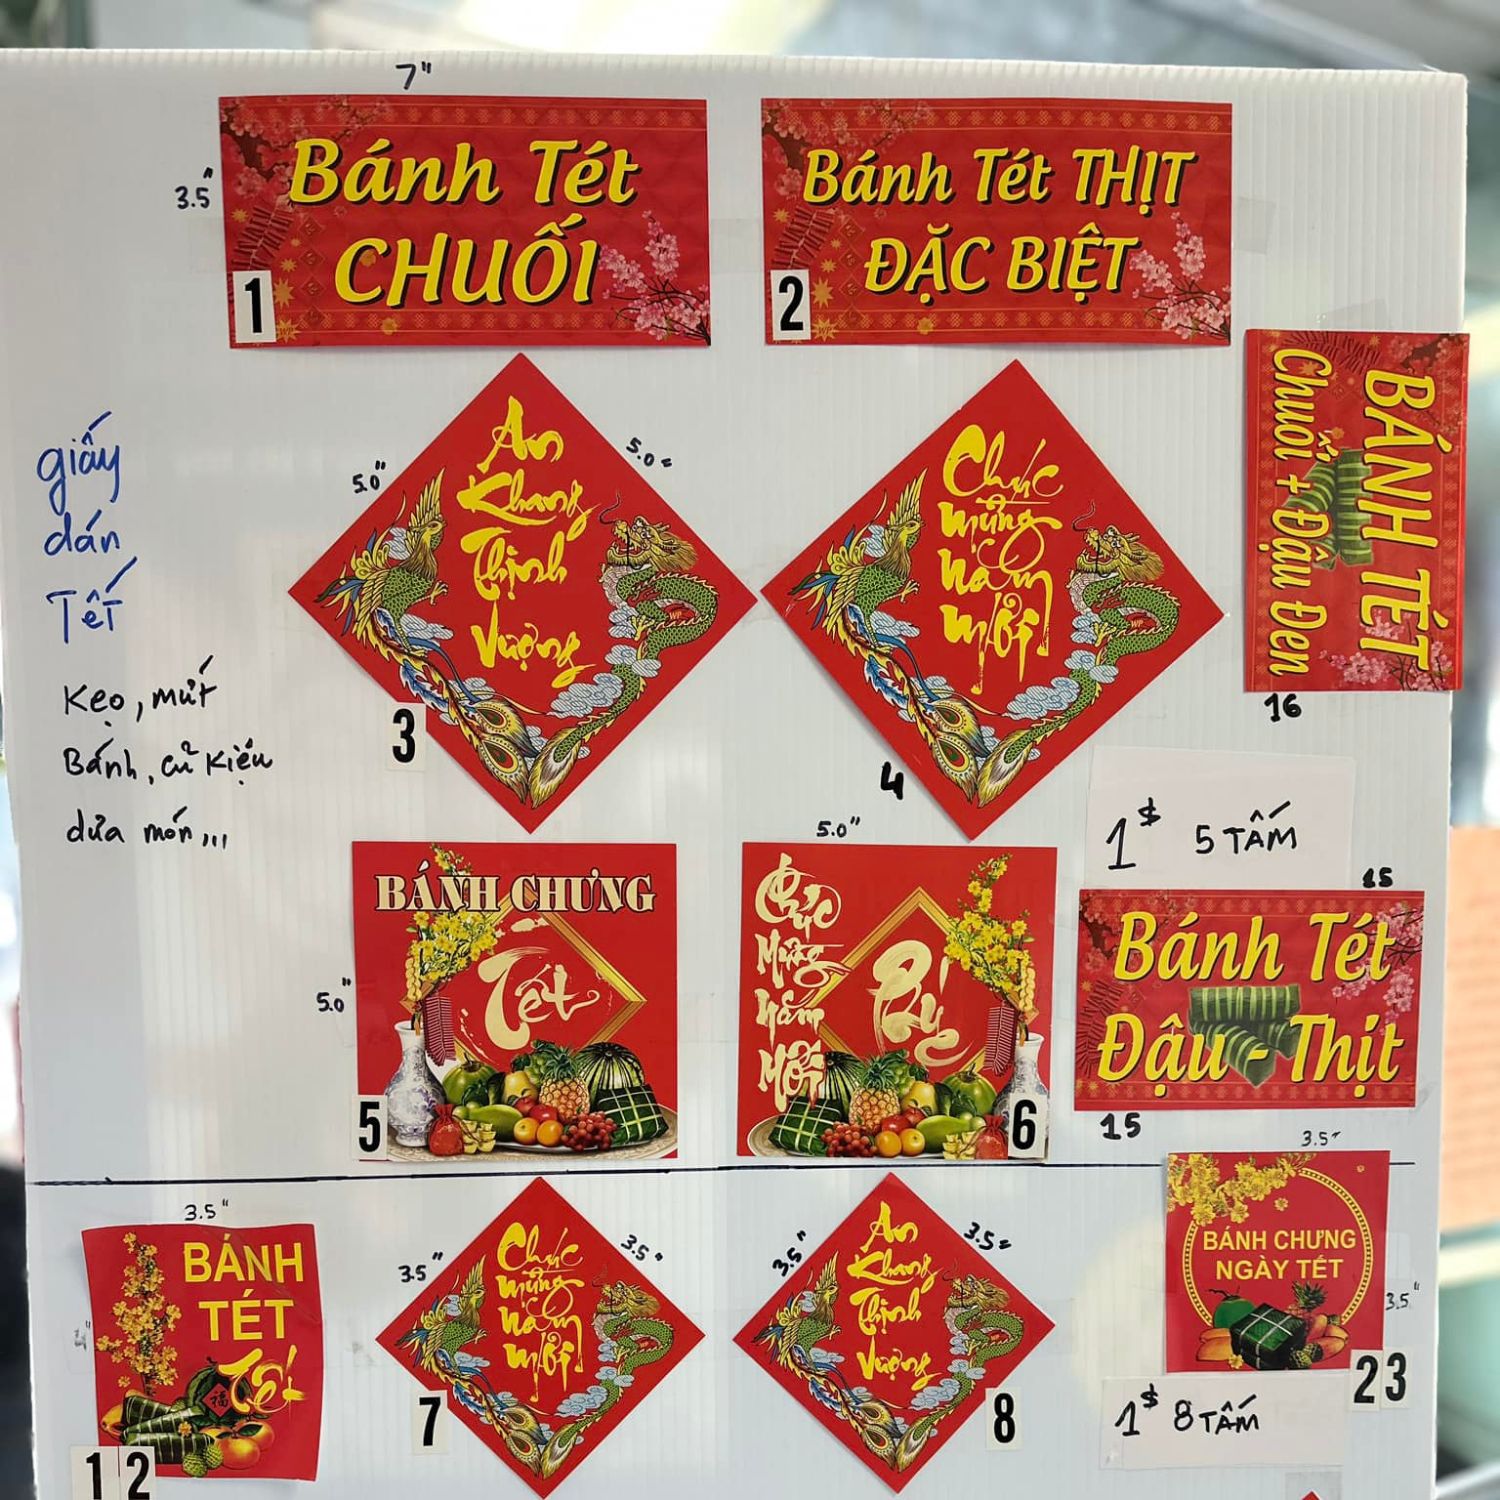 7"
3.5"
Bánh Tét
CHUỐI
1
Bánh Tét THỊT
ĐẶC BIỆT
2
giấy
dán
Tết
Kẹo, mứt
Bánh, củ Kiệu
dưa món,,,
5.0"
5.0"
An
Khang
Thịnh
Vượng
WP
3
Chúc
mừng
năm
mới
WP
4
BÁNH TÉT
Chuối + Đậu Đen
16
1$ 5 TẤM
5.0"
5.0"
BÁNH CHƯNG
Tết
5
Chúc
Mừng
Năm
Mới
6
15
Bánh Tét
Đậu - Thịt
15
3.5"
BÁNH
TÉT
Tết
福
4"
12
3.5"
3.5"
Chúc
mừng
năm
mới
7
3.5"
3.5"
An
Khang
Thịnh
Vượng
8
3.5"
BÁNH CHƯNG
NGÀY TẾT
3.5"
23
1$ 8 TẤM